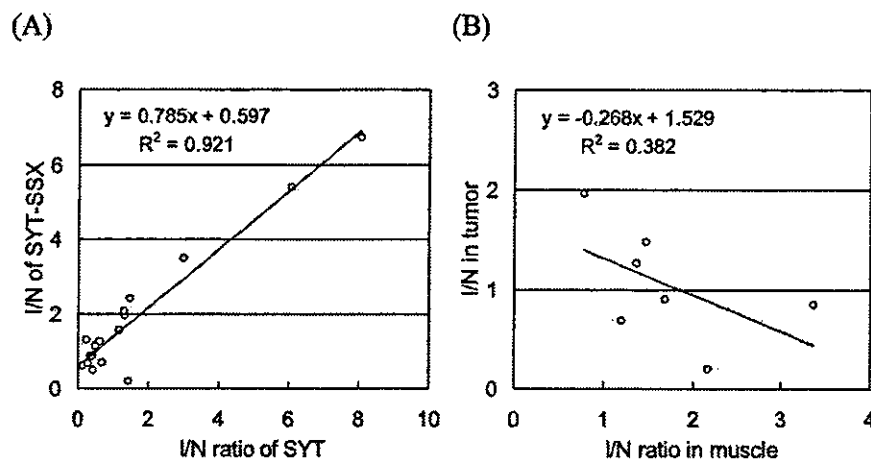 (A)
(B)
8
6
4
2
0
y = 0.785x + 0.597
R² = 0.921
I/N of SYT-SSX
0 2 4 6 8 10
I/N ratio of SYT
3
2
1
0
y = -0.268x + 1.529
R² = 0.382
I/N in tumor
0 1 2 3 4
I/N ratio in muscle